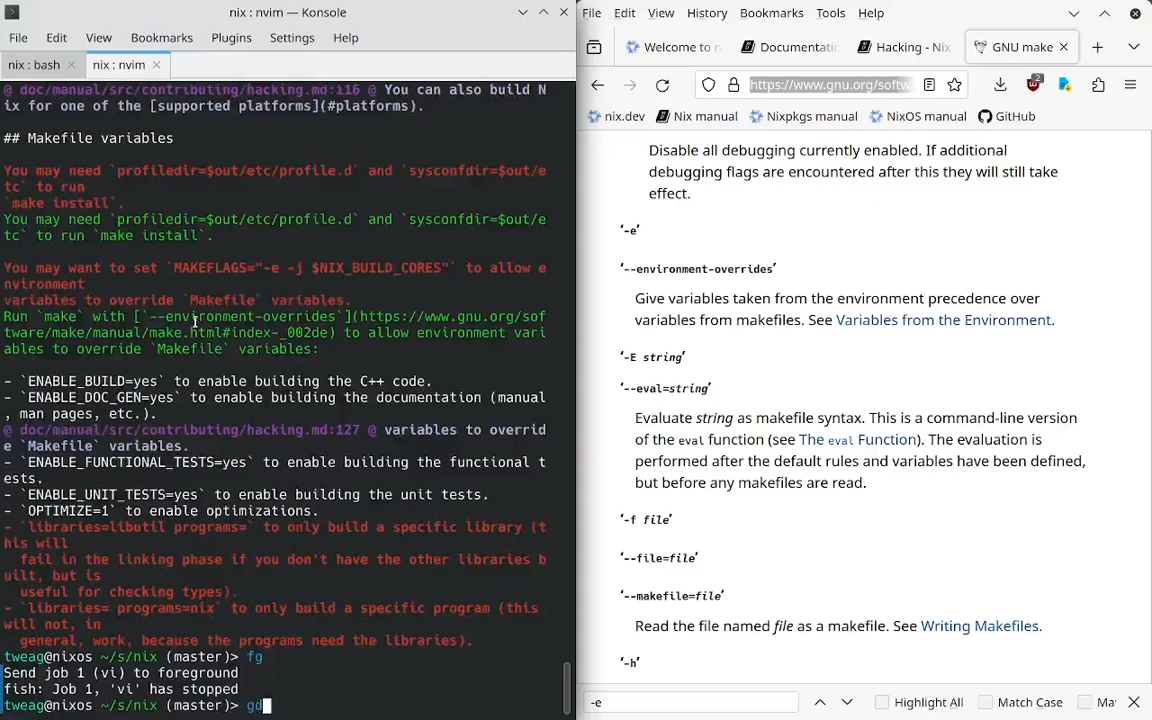 nix : nvim — Konsole
File Edit View Bookmarks Plugins Settings Help
nix : bash
nix : nvim
@ doc/manual/src/contributing/hacking.md:116 @ You can also build N
ix for one of the [supported platforms](#platforms).
## Makefile variables
You may need `profiledir=$out/etc/profile.d` and `sysconfdir=$out/e
tc` to run
`make install`.
You may need `profiledir=$out/etc/profile.d` and `sysconfdir=$out/e
tc` to run `make install`.
You may want to set `MAKEFLAGS="-e -j $NIX_BUILD_CORES"` to allow e
nvironment
variables to override `Makefile` variables.
Run `make` with [`--environment-overrides`](https://www.gnu.org/sof
tware/make/manual/make.html#index-_002de) to allow environment vari
ables to override `Makefile` variables:
- `ENABLE_BUILD=yes` to enable building the C++ code.
- `ENABLE_DOC_GEN=yes` to enable building the documentation (manual
, man pages, etc.).
@ doc/manual/src/contributing/hacking.md:127 @ variables to overrid
e `Makefile` variables.
- `ENABLE_FUNCTIONAL_TESTS=yes` to enable building the functional t
ests.
- `ENABLE_UNIT_TESTS=yes` to enable building the unit tests.
- `OPTIMIZE=1` to enable optimizations.
- `libraries=libutil programs=` to only build a specific library (t
his will
fail in the linking phase if you don't have the other libraries b
uilt, but is
useful for checking types).
- `libraries= programs=nix` to only build a specific program (this
will not, in
general, work, because the programs need the libraries).
tweag@nixos ~/s/nix (master)> fg
Send job 1 (vi) to foreground
fish: Job 1, 'vi' has stopped
tweag@nixos ~/s/nix (master)> gd
File Edit View History Bookmarks Tools Help
Welcome to n
Documentatio
Hacking - Nix
GNU make
https://www.gnu.org/softw
2
nix.dev Nix manual Nixpkgs manual NixOS manual GitHub
Disable all debugging currently enabled. If additional
debugging flags are encountered after this they will still take
effect.
‘-e’
‘--environment-overrides’
Give variables taken from the environment precedence over
variables from makefiles. See Variables from the Environment.
‘-E string’
‘--eval=string’
Evaluate string as makefile syntax. This is a command-line version
of the eval function (see The eval Function). The evaluation is
performed after the default rules and variables have been defined,
but before any makefiles are read.
‘-f file’
‘--file=file’
‘--makefile=file’
Read the file named file as a makefile. See Writing Makefiles.
‘-h’
-e
Highlight All
Match Case
Ma